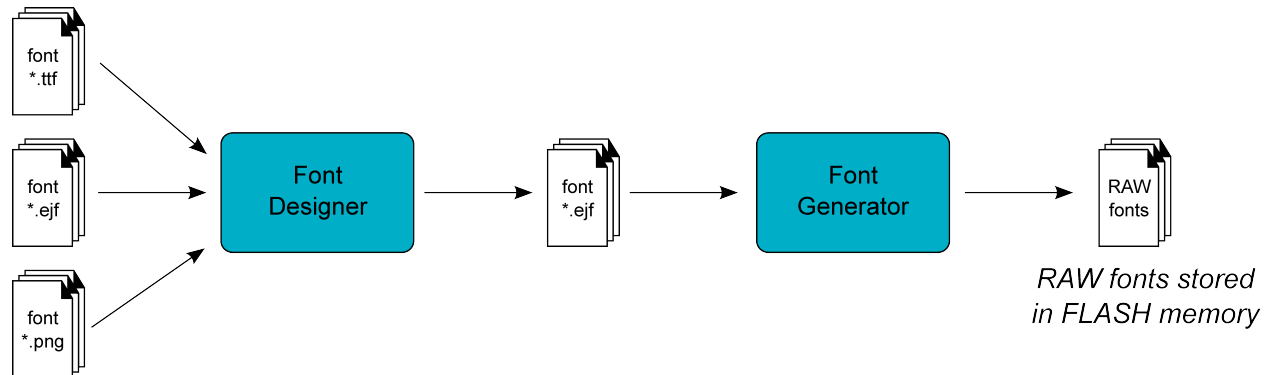 font
*.ttf
font
*.ejf
font
*.png
Font
Designer
font
*.ejf
Font
Generator
RAW
fonts
RAW fonts stored
in FLASH memory